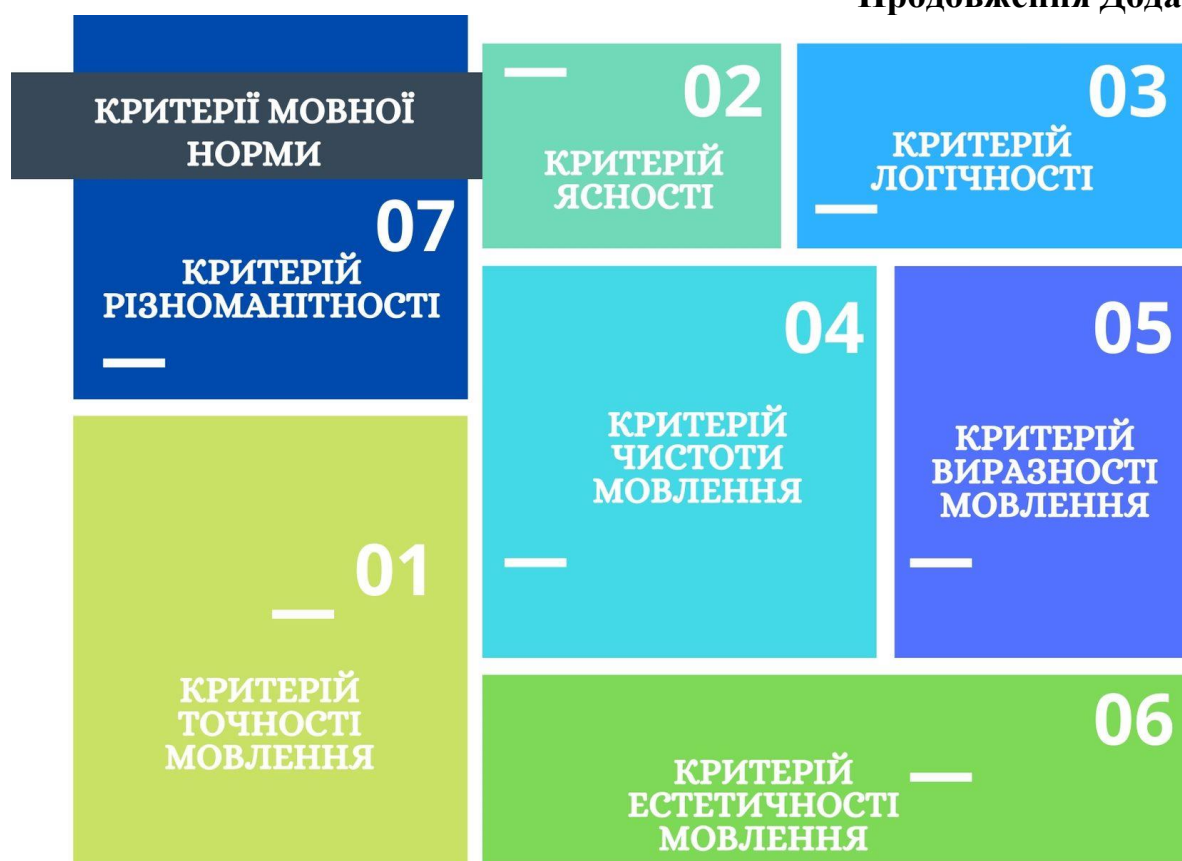 Продовження Дода
КРИТЕРІЇ МОВНОЇ
НОРМИ
07
КРИТЕРІЙ
РІЗНОМАНІТНОСТІ
02
КРИТЕРІЙ
ЯСНОСТІ
03
КРИТЕРІЙ
ЛОГІЧНОСТІ
04
КРИТЕРІЙ
ЧИСТОТИ
МОВЛЕННЯ
05
КРИТЕРІЙ
ВИРАЗНОСТІ
МОВЛЕННЯ
01
КРИТЕРІЙ
ТОЧНОСТІ
МОВЛЕННЯ
06
КРИТЕРІЙ
ЕСТЕТИЧНОСТІ
МОВЛЕННЯ